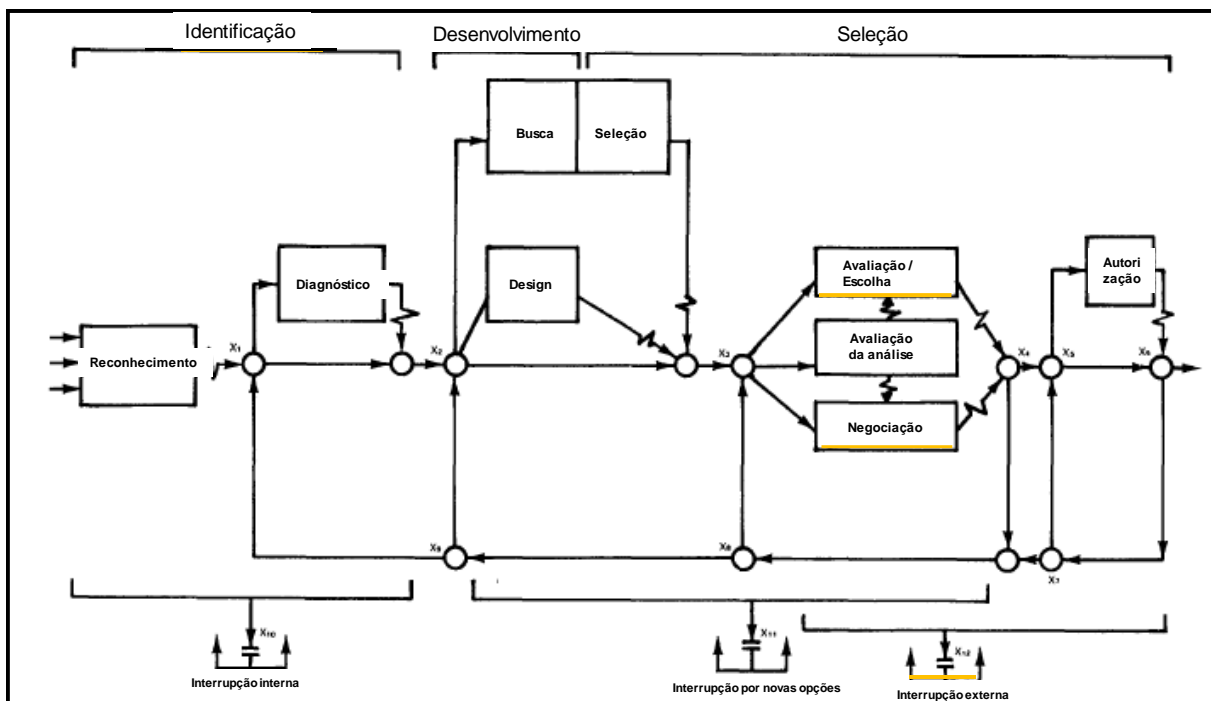 Identificação
Desenvolvimento
Seleção
Busca
Seleção
Diagnóstico
Design
Avaliação /
Escolha
Autori
zação
Avaliação
da análise
Reconhecimento
X1
X2
X3
X4
X5
X6
Negociação
X9
X8
X7
X10
X11
X12
Interrupção interna
Interrupção por novas opções
Interrupção externa